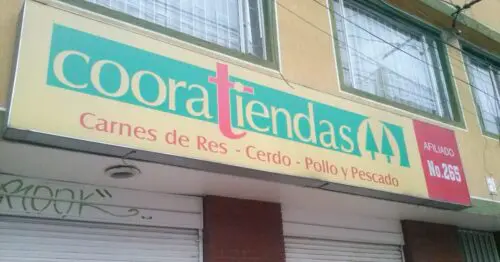 cooratiendas
Carnes de Res - Cerdo - Pollo y Pescado
AFILIADO
No.265